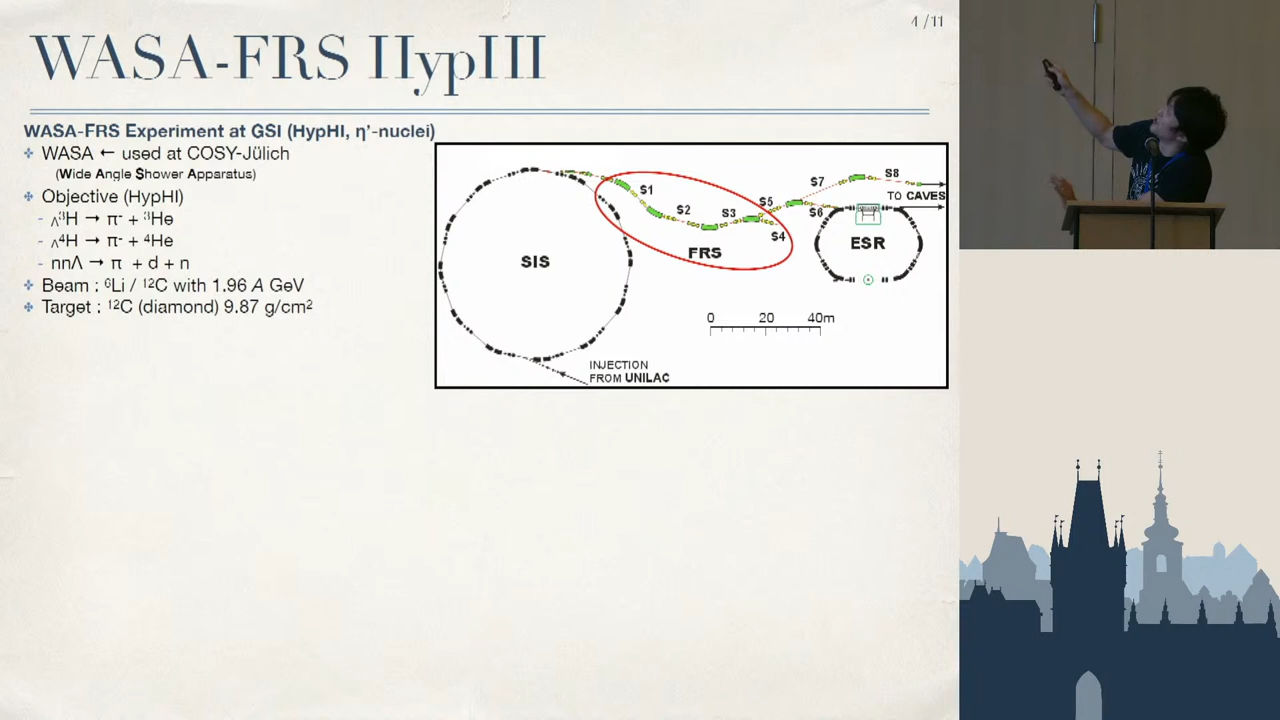 4 / 11
WASA-FRS HypHI
WASA-FRS Experiment at GSI (HypHI, η’-nuclei)
WASA ← used at COSY-Jülich
(Wide Angle Shower Apparatus)
Objective (HypHI)
- ᴧ³H → π⁻ + ³He
- ᴧ⁴H → π⁻ + ⁴He
- nnΛ → π + d + n
Beam : ⁶Li / ¹²C with 1.96 A GeV
Target : ¹²C (diamond) 9.87 g/cm²
S1
S2
S3
S4
S5
S6
S7
S8
TO CAVES
FRS
SIS
ESR
0 20 40m
INJECTION
FROM UNILAC